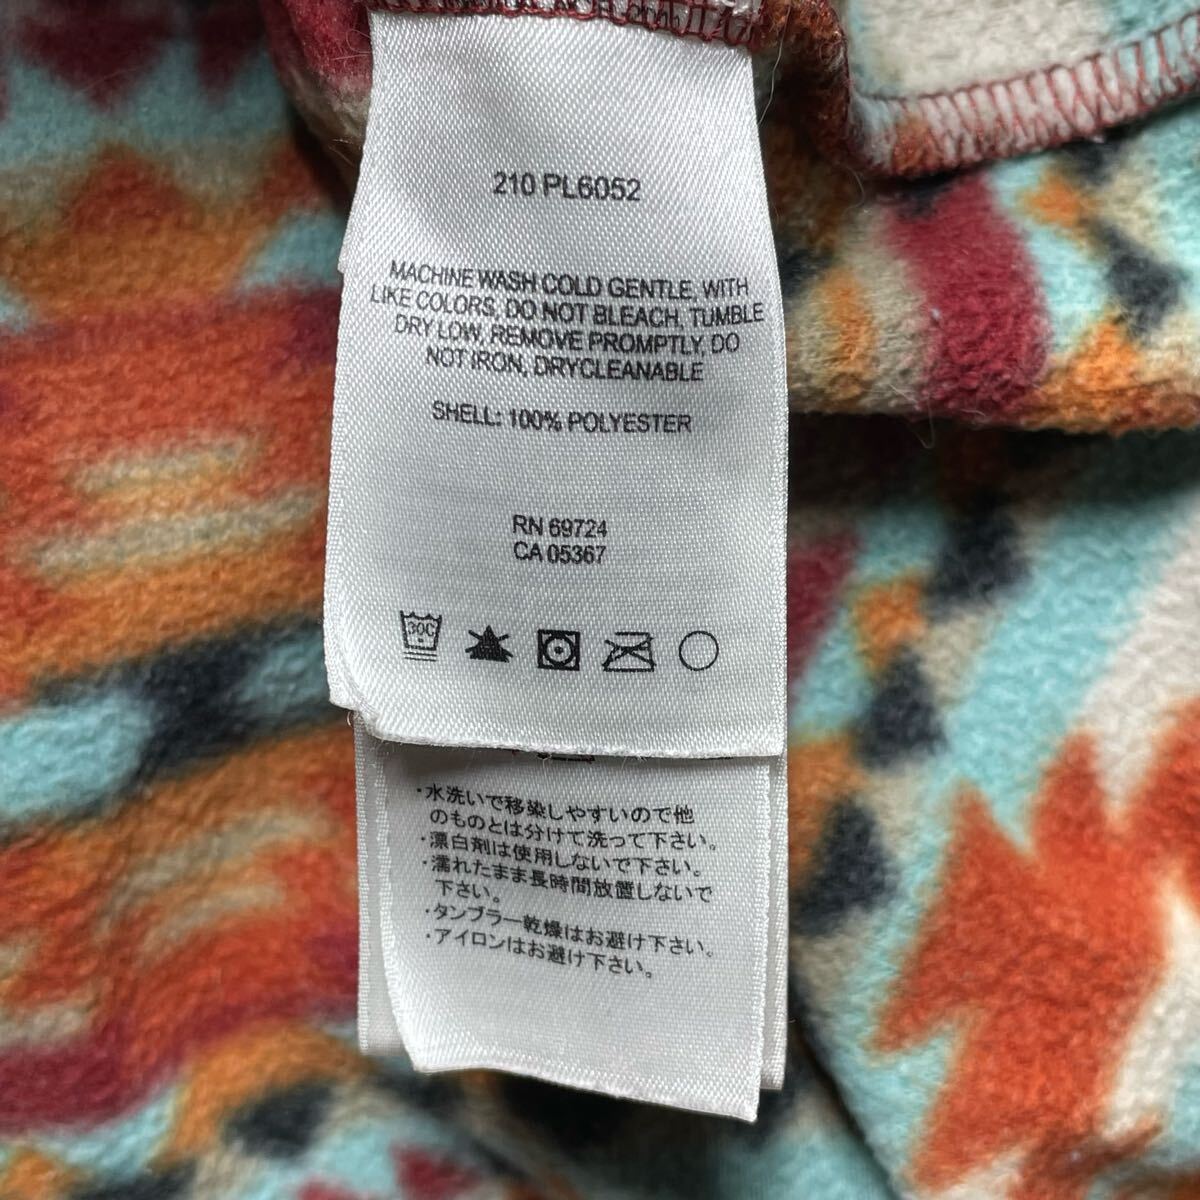 210 PL6052
MACHINE WASH COLD GENTLE, WITH
LIKE COLORS, DO NOT BLEACH, TUMBLE
DRY LOW, REMOVE PROMPTLY, DO
NOT IRON, DRYCLEANABLE
SHELL: 100% POLYESTER
RN 69724
CA 05367
30C
・水洗いで移染しやすいので他
のものとは分けて洗って下さい。
・漂白剤は使用しないで下さい。
・濡れたまま長時間放置しないで
下さい。
・タンブラー乾燥はお避け下さい。
・アイロンはお避け下さい。